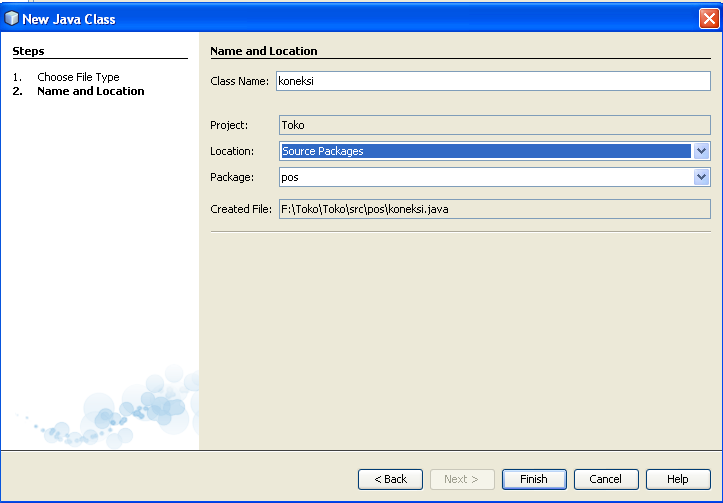 New Java Class
Steps
1. Choose File Type
2. Name and Location
Name and Location
Class Name: koneksi
Project: Toko
Location: Source Packages
Package: pos
Created File: F:\Toko\Toko\src\pos\koneksi.java
< Back Next > Finish Cancel Help